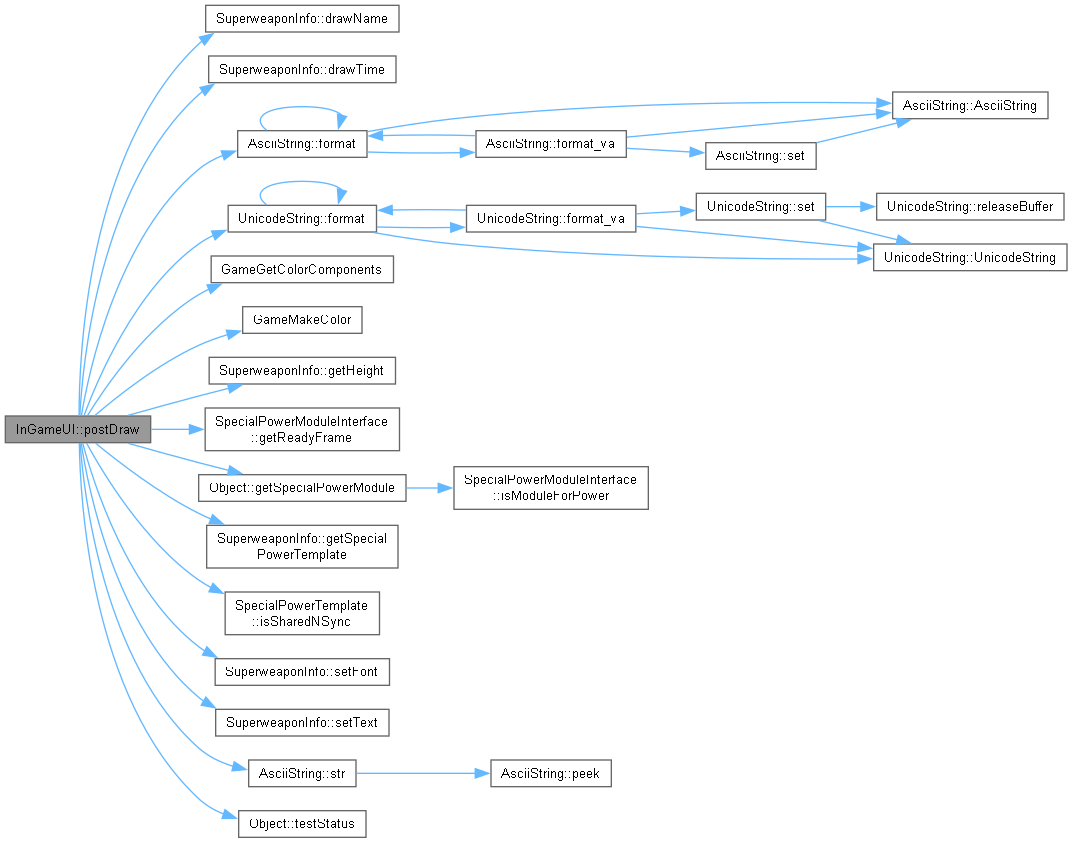 SuperweaponInfo::drawName
SuperweaponInfo::drawTime
AsciiString::AsciiString
AsciiString::format
AsciiString::format_va
AsciiString::set
UnicodeString::format
UnicodeString::format_va
UnicodeString::set
UnicodeString::releaseBuffer
UnicodeString::UnicodeString
GameGetColorComponents
GameMakeColor
SuperweaponInfo::getHeight
InGameUI::postDraw
SpecialPowerModuleInterface
::getReadyFrame
Object::getSpecialPowerModule
SpecialPowerModuleInterface
::isModuleForPower
SuperweaponInfo::getSpecial
PowerTemplate
SpecialPowerTemplate
::isSharedNSync
SuperweaponInfo::setFont
SuperweaponInfo::setText
AsciiString::str
AsciiString::peek
Object::testStatus